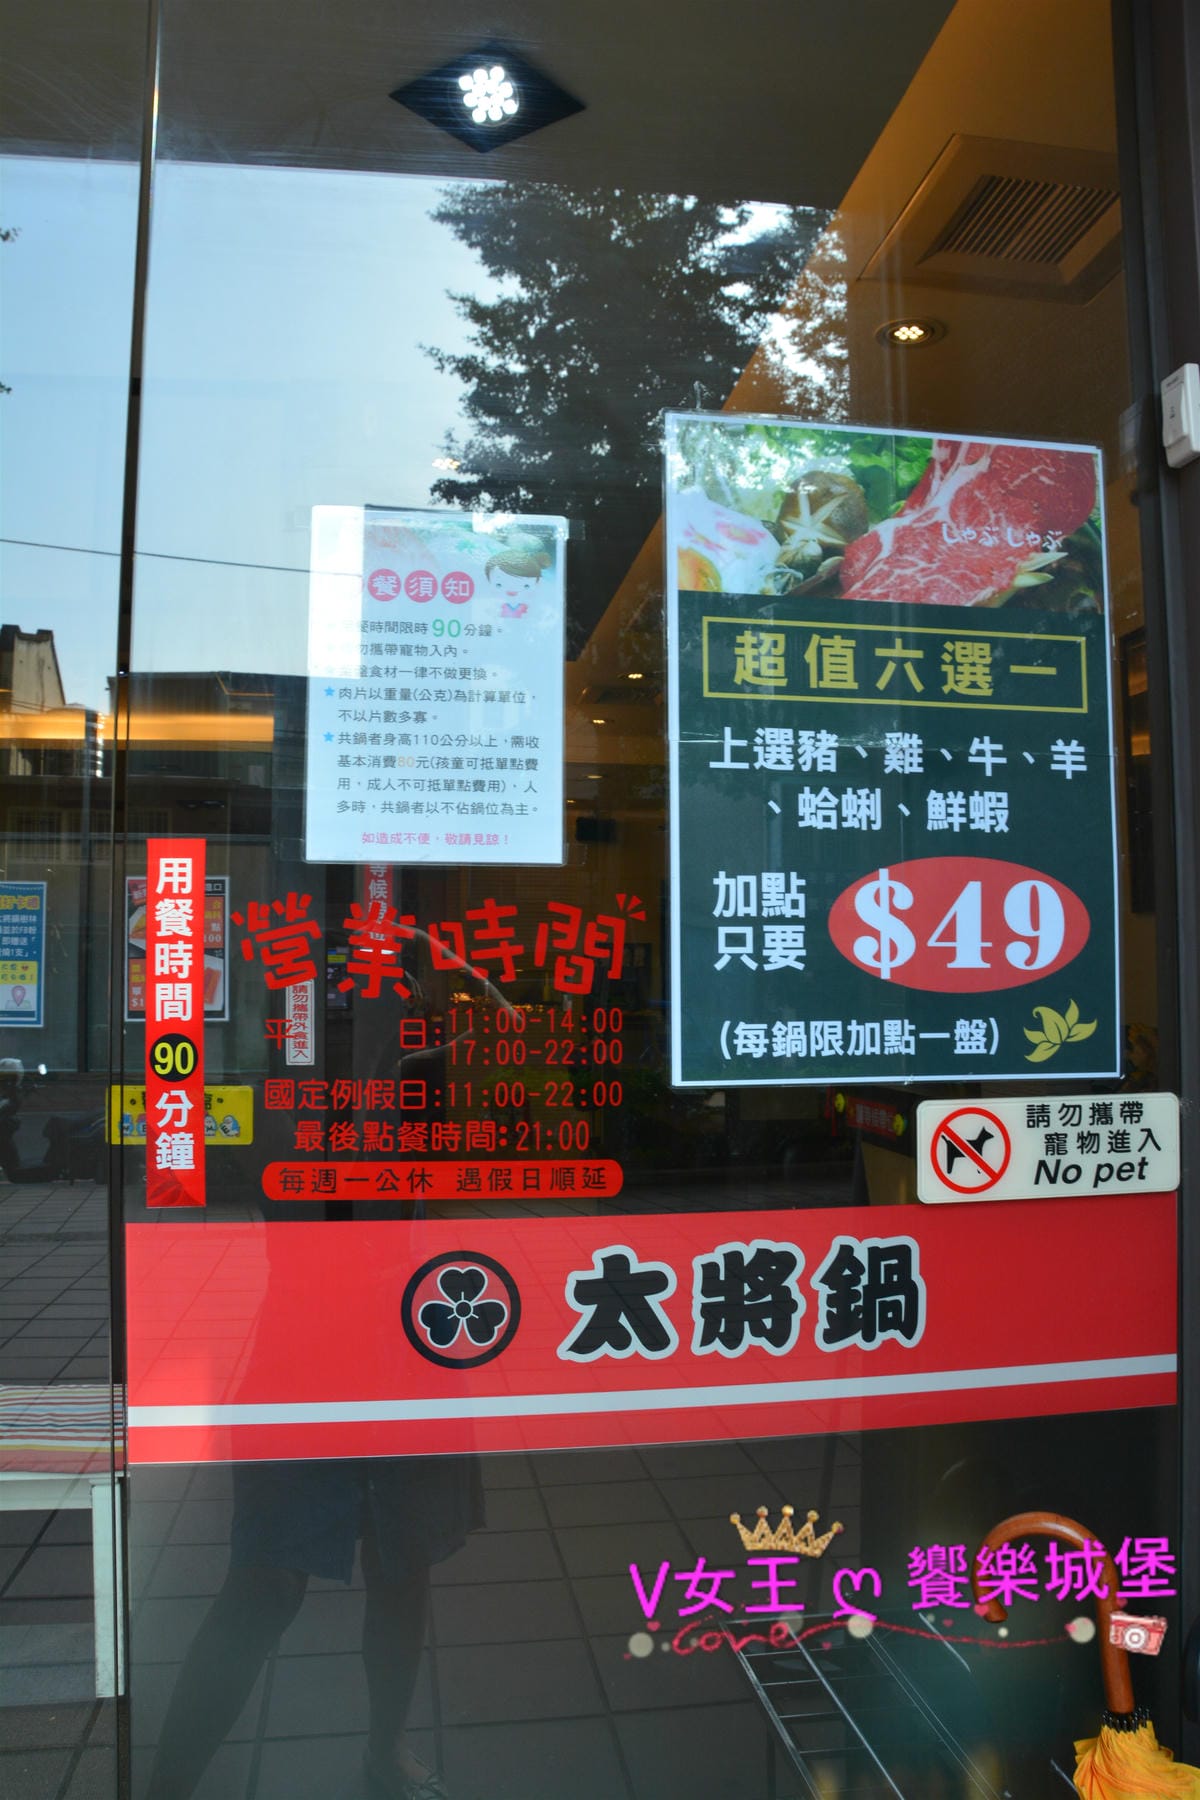 しゃぶしゃぶ
超值六選一
上選豬、雞、牛、羊
、蛤蜊、鮮蝦
加點
只要
$49
(每鍋限加點一盤)
餐須知
時間限時90分鐘。
勿攜帶寵物入內。
食材一律不做更換。
★肉片以重量(公克)為計算單位，
不以片數多寡。
★共鍋者身高110公分以上，需收
基本消費80元(孩童可抵單點費
用，成人不可抵單點費用)，人
多時，共鍋者以不佔鍋位為主。
如造成不便，敬請見諒！
用餐時間90分鐘
營業時間
平日:11:00-14:00
17:00-22:00
國定例假日:11:00-22:00
最後點餐時間:21:00
每週一公休 遇假日順延
請勿攜帶外食進入
請勿攜帶
寵物進入
No pet
太將鍋
V女王ღ饗樂城堡
Love